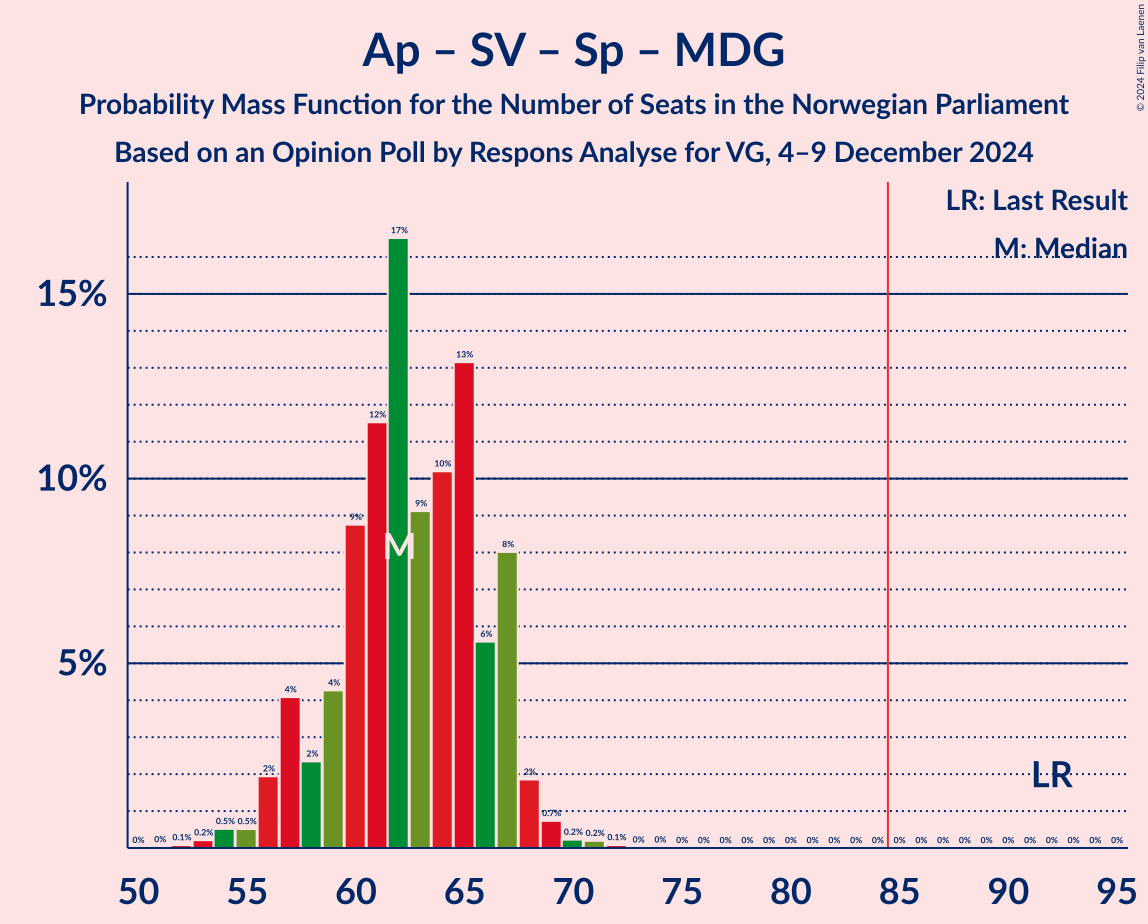 Ap – SV – Sp – MDG
Probability Mass Function for the Number of Seats in the Norwegian Parliament
Based on an Opinion Poll by Respons Analyse for VG, 4–9 December 2024
© 2024 Filip van Laenen
LR: Last Result
M: Median
15%
10%
5%
0% 0% 0.1% 0.2% 0.5% 0.5% 2% 4% 2% 4% 9% 12% 17% 9% 10% 13% 6% 8% 2% 0.7% 0.2% 0.2% 0.1% 0% 0% 0% 0% 0% 0% 0% 0% 0% 0% 0% 0% 0% 0% 0% 0% 0% 0% 0% 0% 0% 0% 0%
M
LR
50 55 60 65 70 75 80 85 90 95